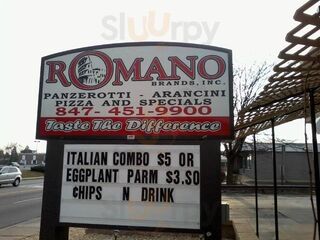 ROMANO
BRANDS, INC.
PANZEROTTI - ARANCINI
PIZZA AND SPECIALS
847-451-9900
Taste The Difference
ITALIAN COMBO $5 OR
EGGPLANT PARM $3.50
CHIPS N DRINK
Sluurpy